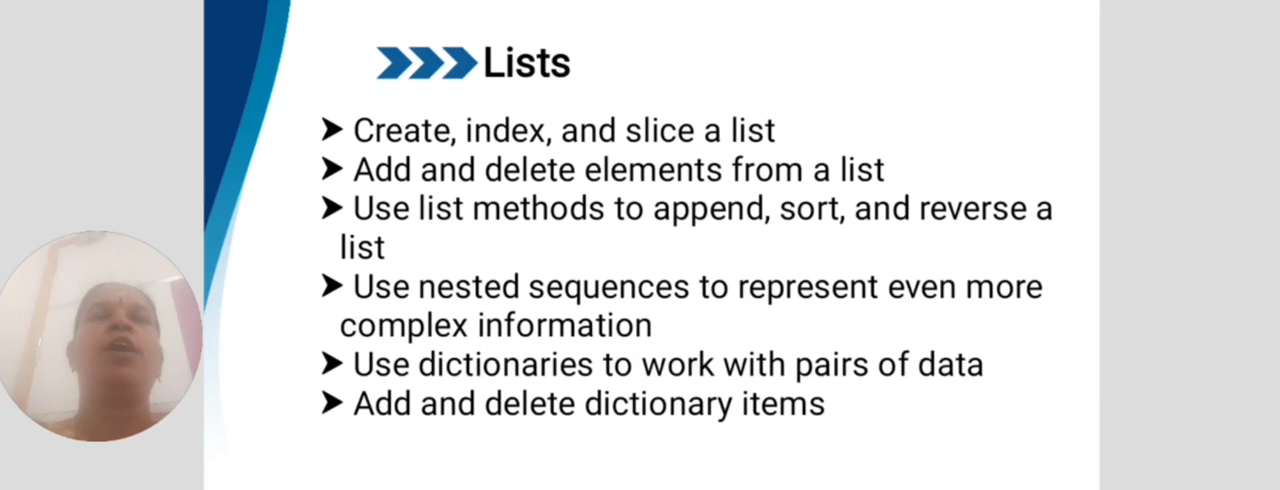 Lists
➤ Create, index, and slice a list
➤ Add and delete elements from a list
➤ Use list methods to append, sort, and reverse a
list
➤ Use nested sequences to represent even more
complex information
➤ Use dictionaries to work with pairs of data
➤ Add and delete dictionary items